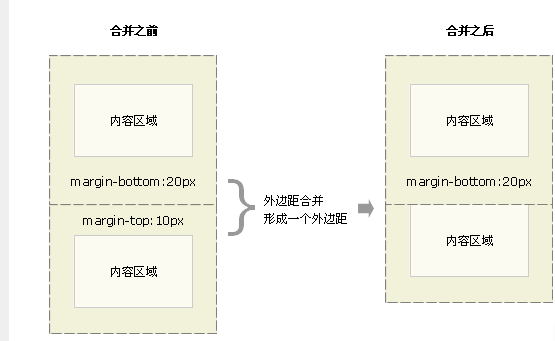 合并之前
合并之后
内容区域
margin-bottom:20px
margin-top:10px
内容区域
外边距合并
形成一个外边距
内容区域
margin-bottom:20px
内容区域